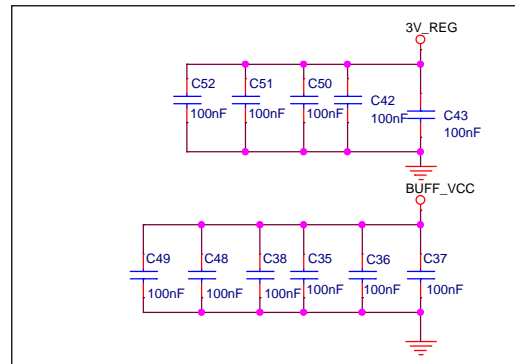 3V_REG
C52 C51 C50 C42 C43
100nF 100nF 100nF 100nF 100nF
BUFF_VCC
C49 C48 C38 C35 C36 C37
100nF 100nF 100nF 100nF 100nF 100nF